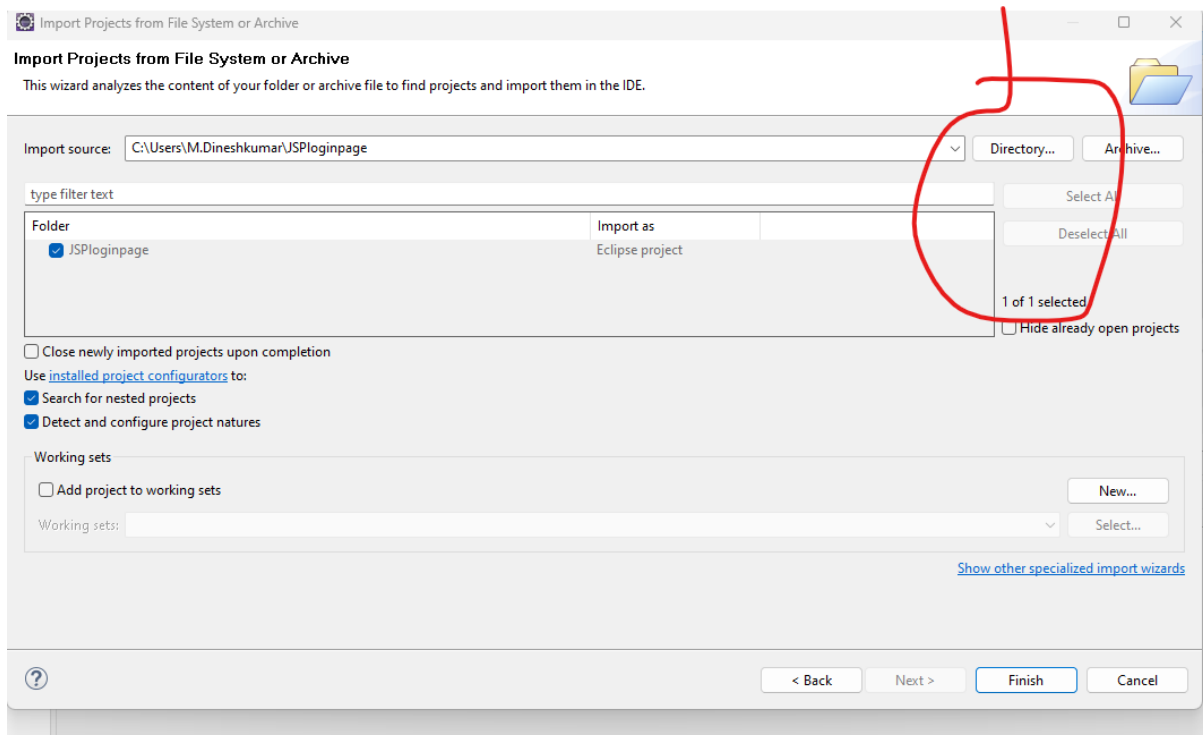 Import Projects from File System or Archive
Import Projects from File System or Archive
This wizard analyzes the content of your folder or archive file to find projects and import them in the IDE.
Import source: C:\Users\M.Dineshkumar\JSPloginpage Directory... Archive...
type filter text Select All
Folder Import as Deselect All
JSPloginpage Eclipse project
1 of 1 selected
Hide already open projects
Close newly imported projects upon completion
Use installed project configurators to:
Search for nested projects
Detect and configure project natures
Working sets
Add project to working sets New...
Working sets: Select...
Show other specialized import wizards
? < Back Next > Finish Cancel